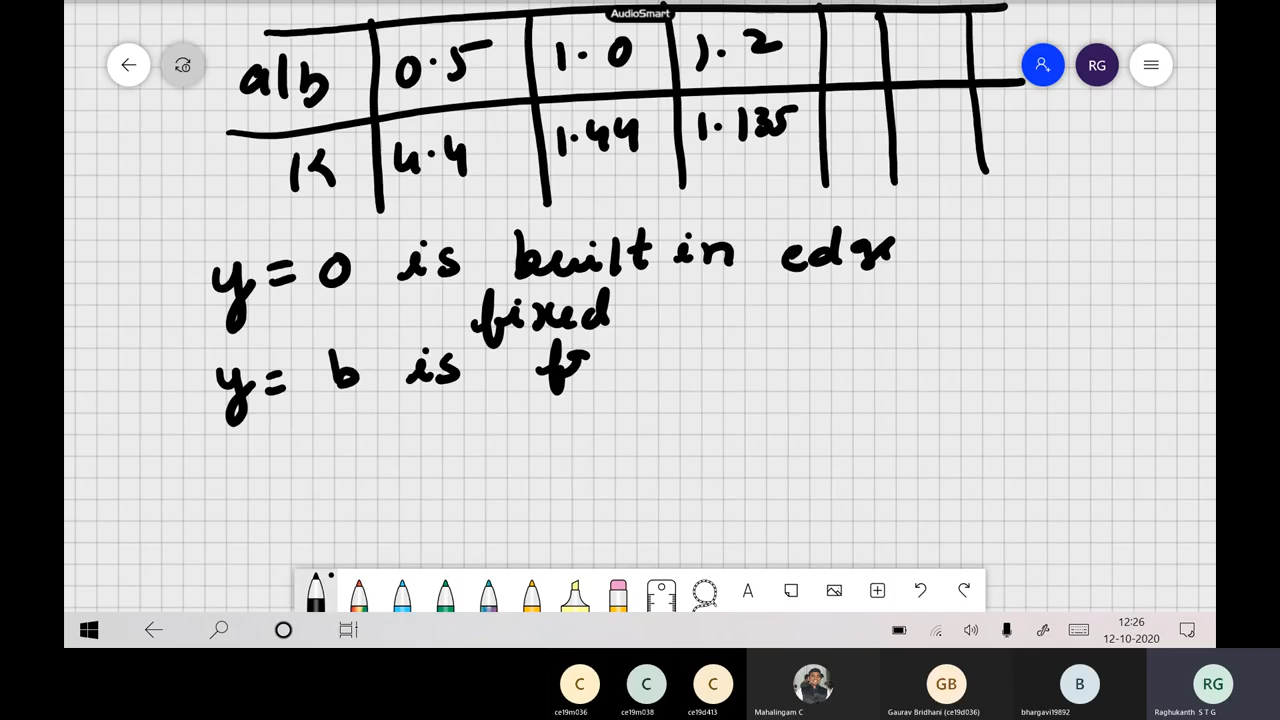 AudioSmart
a/b 0.5 1.0 1.2
K 4.4 1.44 1.135
y = 0 is built in edge
fixed
y = b is fr
RG
A
12:26
12-10-2020
C C C GB B RG
ce19m036 ce19m038 ce19d413 Mahalingam C Gaurav Bridhani (ce19d036) bhargavi19892 Raghukanth S T G